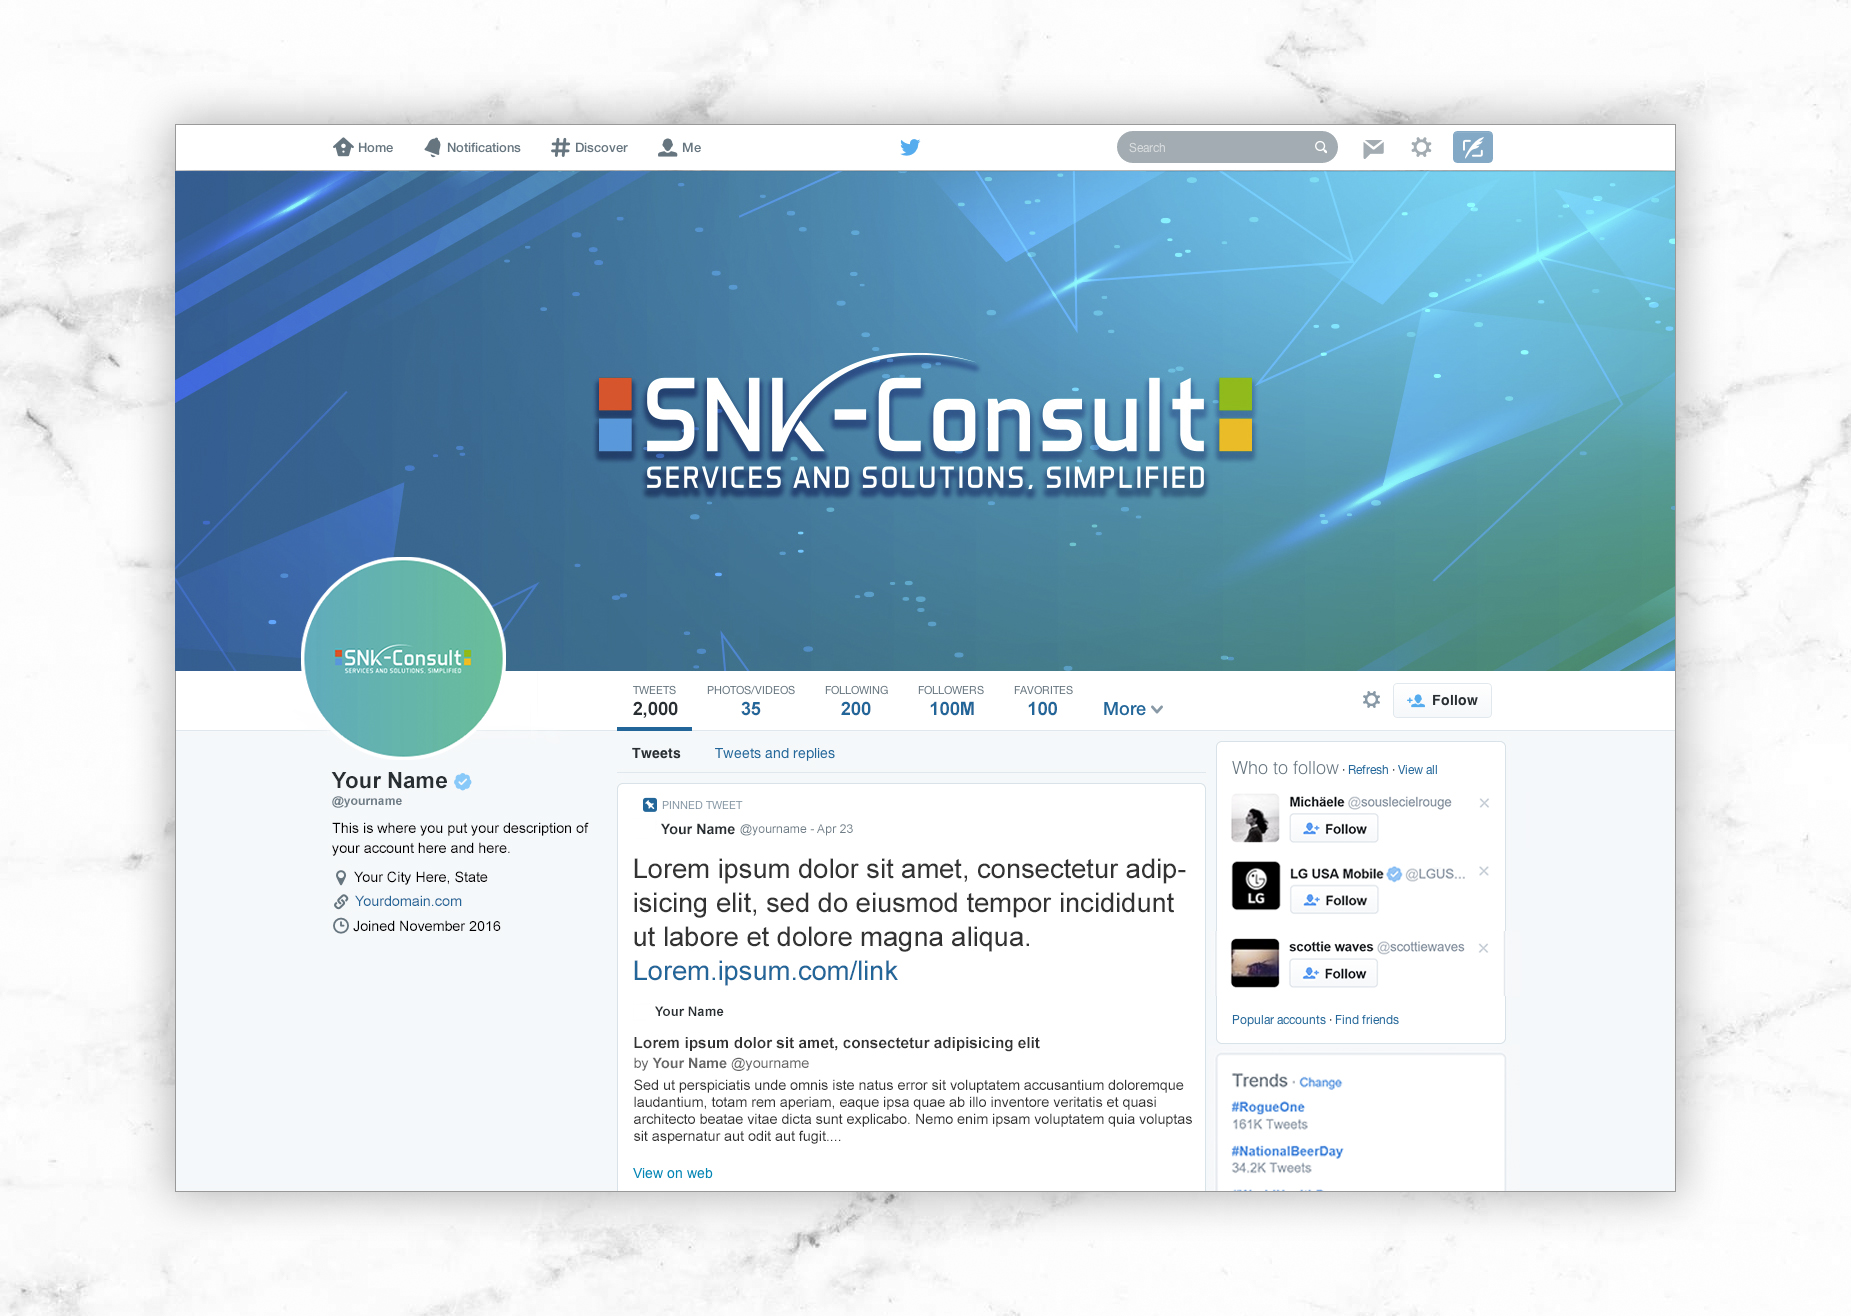 Home
Notifications
Discover
Me
Search
SNK-Consult
SERVICES AND SOLUTIONS, SIMPLIFIED
SNK-Consult
SERVICES AND SOLUTIONS, SIMPLIFIED
TWEETS
2,000
PHOTOS/VIDEOS
35
FOLLOWING
200
FOLLOWERS
100M
FAVORITES
100
More
Follow
Your Name
@yourname
This is where you put your description of
your account here and here.
Your City Here, State
Yourdomain.com
Joined November 2016
Tweets
Tweets and replies
PINNED TWEET
Your Name @yourname - Apr 23
Lorem ipsum dolor sit amet, consectetur adip-
isicing elit, sed do eiusmod tempor incididunt
ut labore et dolore magna aliqua.
Lorem.ipsum.com/link
Your Name
Lorem ipsum dolor sit amet, consectetur adipisicing elit
by Your Name @yourname
Sed ut perspiciatis unde omnis iste natus error sit voluptatem accusantium doloremque
laudantium, totam rem aperiam, eaque ipsa quae ab illo inventore veritatis et quasi
architecto beatae vitae dicta sunt explicabo. Nemo enim ipsam voluptatem quia voluptas
sit aspernatur aut odit aut fugit....
View on web
Who to follow · Refresh · View all
Michäele @souslecielrouge
Follow
LG
LG USA Mobile @LGUS...
Follow
scottie waves @scottiewaves
Follow
Popular accounts · Find friends
Trends · Change
#RogueOne
161K Tweets
#NationalBeerDay
34.2K Tweets